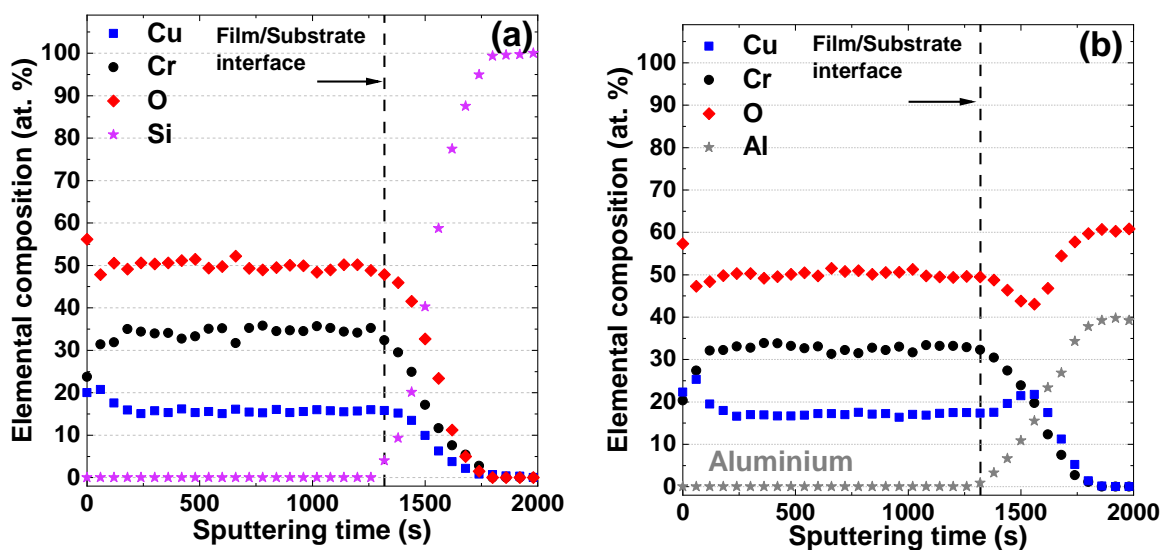 (a)
Cu
Cr
O
Si
Film/Substrate
interface
100
90
80
70
60
50
40
30
20
10
0
Elemental composition (at. %)
0 500 1000 1500 2000
Sputtering time (s)
(b)
Cu
Cr
O
Al
Film/Substrate
interface
100
90
80
70
60
50
40
30
20
10
0
Elemental composition (at. %)
Aluminium
0 500 1000 1500 2000
Sputtering time (s)